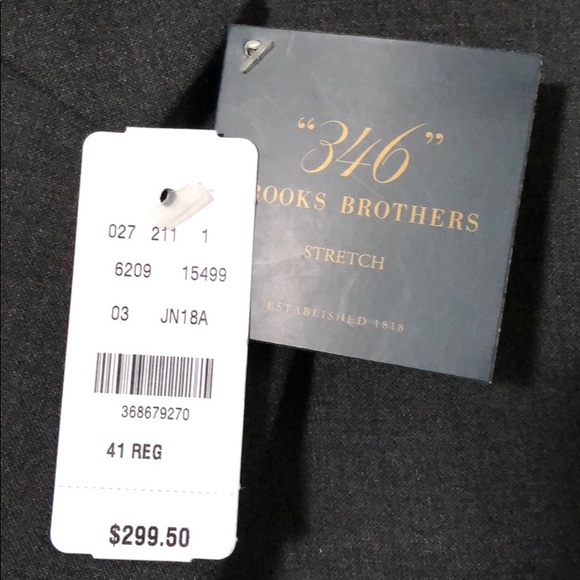 027 211 1
6209 15499
03 JN18A
368679270
41 REG
$299.50
“346”
ROOKS BROTHERS
STRETCH
ESTABLISHED 1818